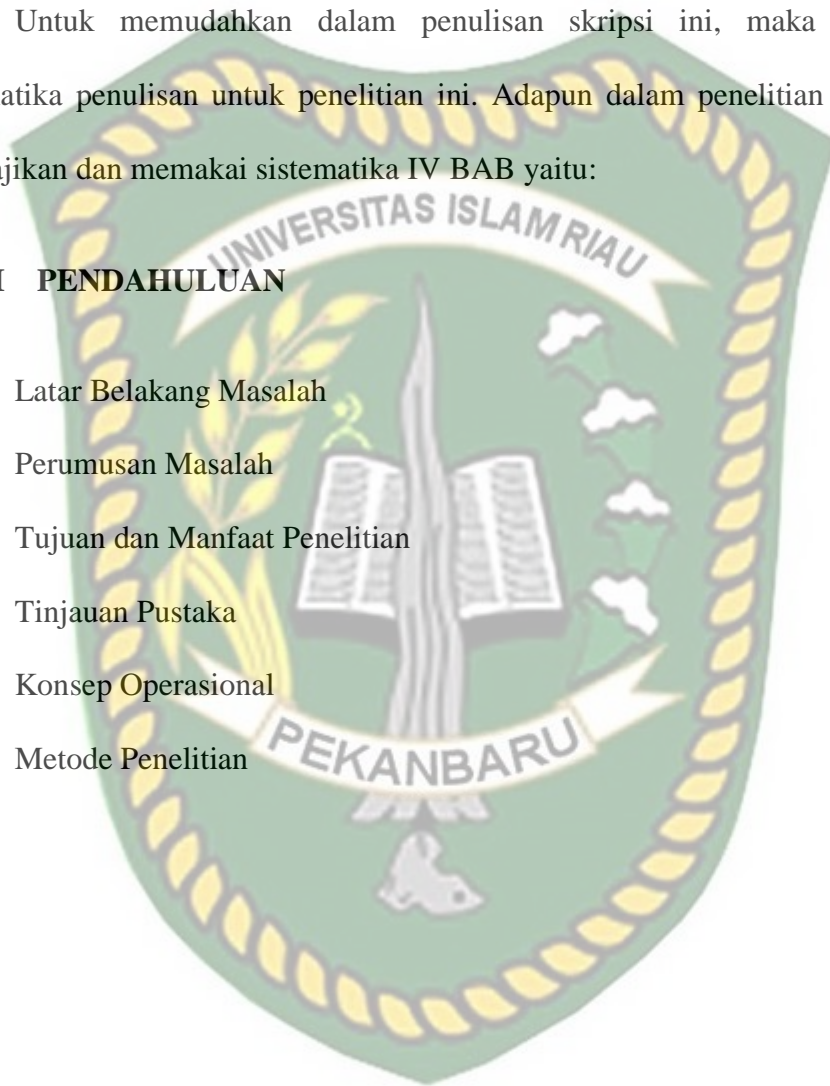 Untuk memudahkan dalam penulisan skripsi ini, maka
atika penulisan untuk penelitian ini. Adapun dalam penelitian
jikan dan memakai sistematika IV BAB yaitu:
UNIVERSITAS ISLAM RIAU
I PENDAHULUAN
Latar Belakang Masalah
Perumusan Masalah
Tujuan dan Manfaat Penelitian
Tinjauan Pustaka
Konsep Operasional
Metode Penelitian
PEKANBARU